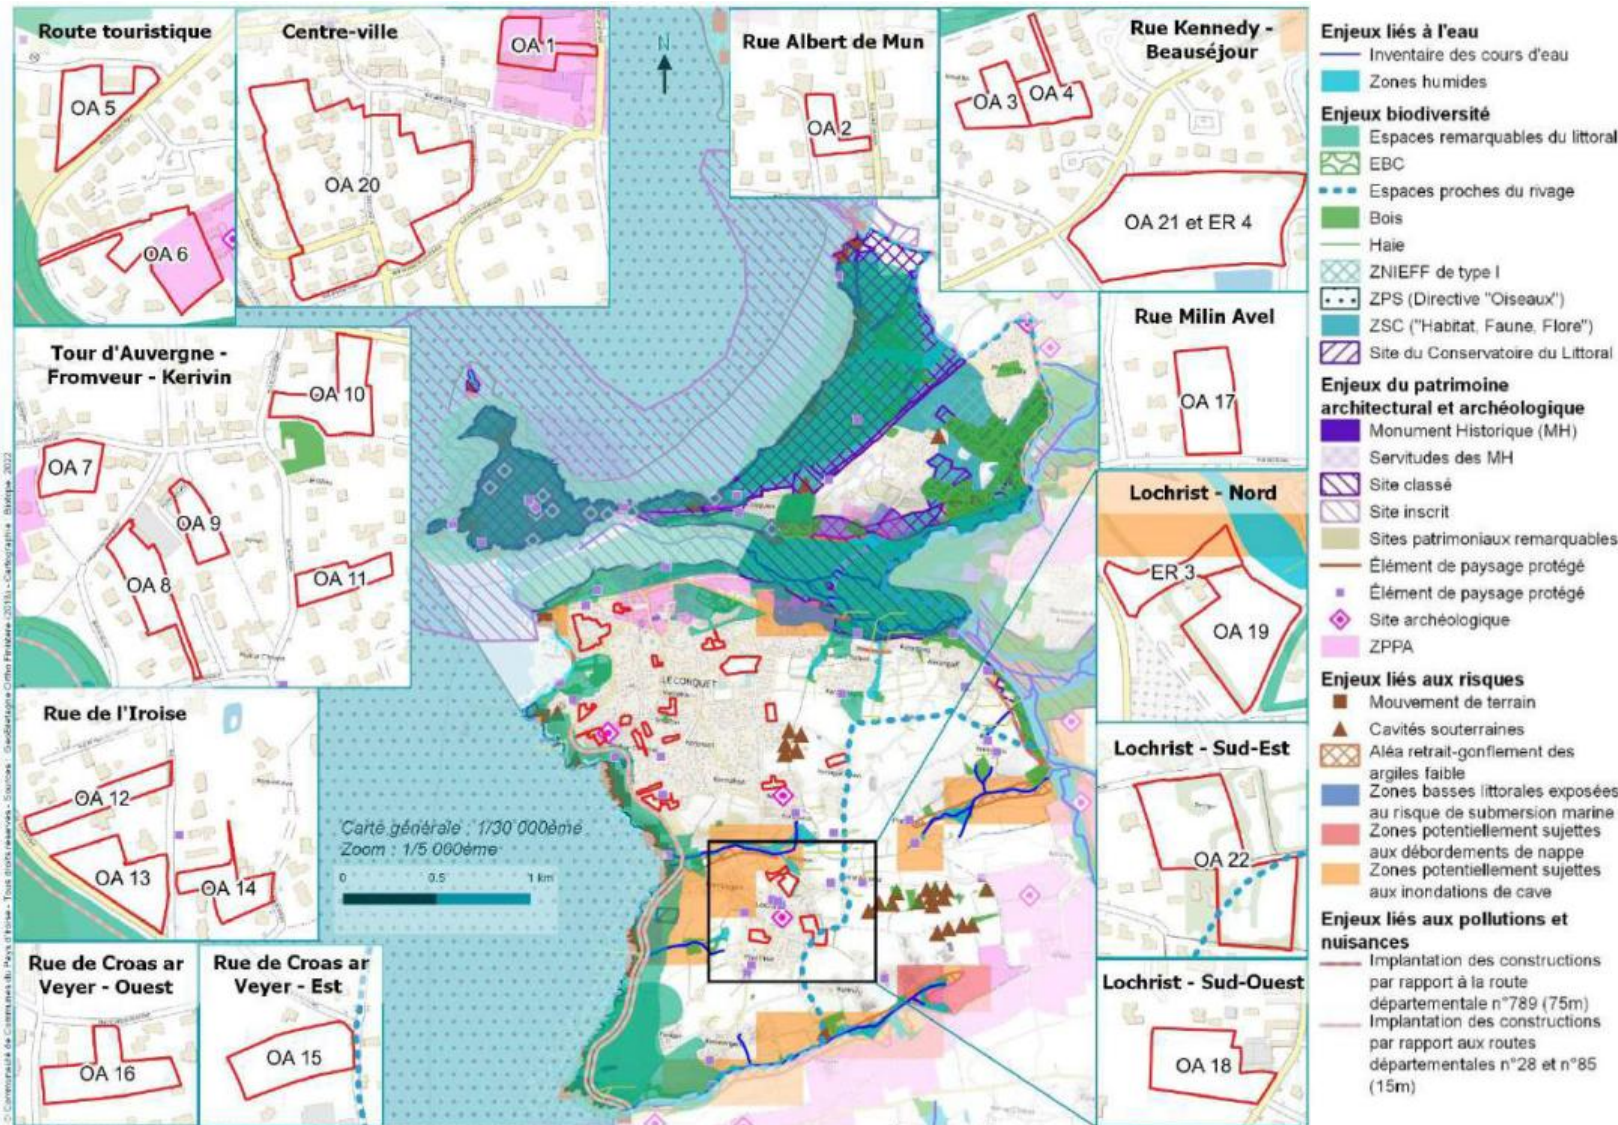 Route touristique
OA 5
OA 6
Centre-ville
OA 1
OA 20
N
Rue Albert de Mun
OA 2
Rue Kennedy -
Beauséjour
OA 3
OA 4
OA 21 et ER 4
Tour d'Auvergne -
Fromveur - Kerivin
OA 10
OA 7
OA 9
OA 8
OA 11
Rue Milin Avel
OA 17
Lochrist - Nord
ER 3
OA 19
Rue de l'Iroise
OA 12
OA 13
OA 14
LE CONQUET
Carte générale : 1/30 000ème
Zoom : 1/5 000ème
0 0.5 1 km
Lochrist - Sud-Est
OA 22
Rue de Croas ar
Veyer - Ouest
OA 16
Rue de Croas ar
Veyer - Est
OA 15
Lochrist - Sud-Ouest
OA 18
Enjeux liés à l'eau
Inventaire des cours d'eau
Zones humides
Enjeux biodiversité
Espaces remarquables du littoral
EBC
Espaces proches du rivage
Bois
Haie
ZNIEFF de type I
ZPS (Directive "Oiseaux")
ZSC ("Habitat, Faune, Flore")
Site du Conservatoire du Littoral
Enjeux du patrimoine
architectural et archéologique
Monument Historique (MH)
Servitudes des MH
Site classé
Site inscrit
Sites patrimoniaux remarquables
Élément de paysage protégé
Élément de paysage protégé
Site archéologique
ZPPA
Enjeux liés aux risques
Mouvement de terrain
Cavités souterraines
Aléa retrait-gonflement des
argiles faible
Zones basses littorales exposées
au risque de submersion marine
Zones potentiellement sujettes
aux débordements de nappe
Zones potentiellement sujettes
aux inondations de cave
Enjeux liés aux pollutions et
nuisances
Implantation des constructions
par rapport à la route
départementale n°789 (75m)
Implantation des constructions
par rapport aux routes
départementales n°28 et n°85
(15m)